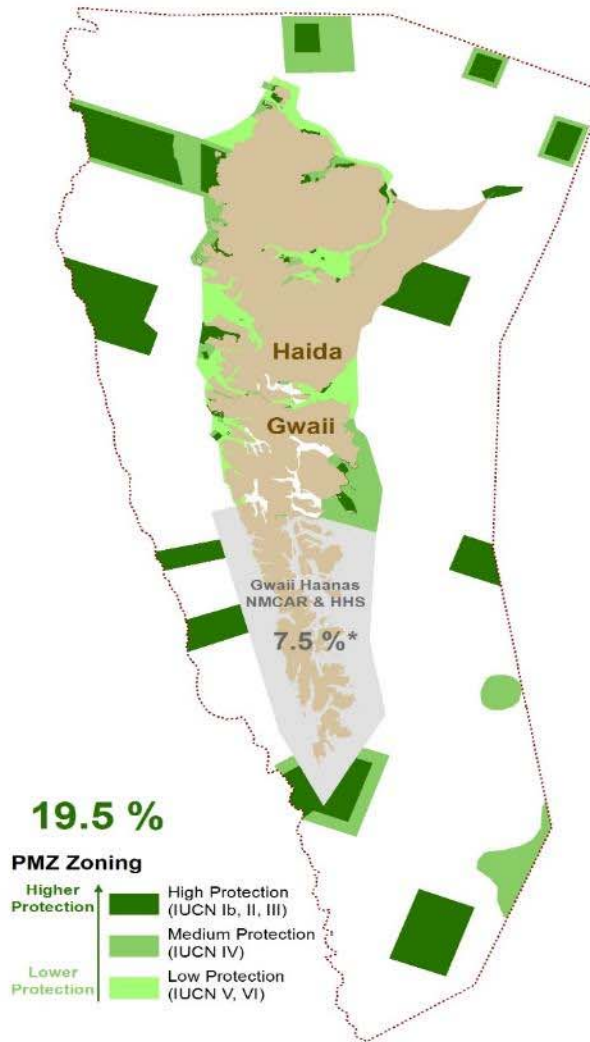 Haida
Gwaii
Gwaii Haanas
NMCAR & HHS
7.5 %*
19.5 %
PMZ Zoning
Higher
Protection
High Protection
(IUCN Ib, II, III)
Medium Protection
(IUCN IV)
Lower
Protection
Low Protection
(IUCN V, VI)